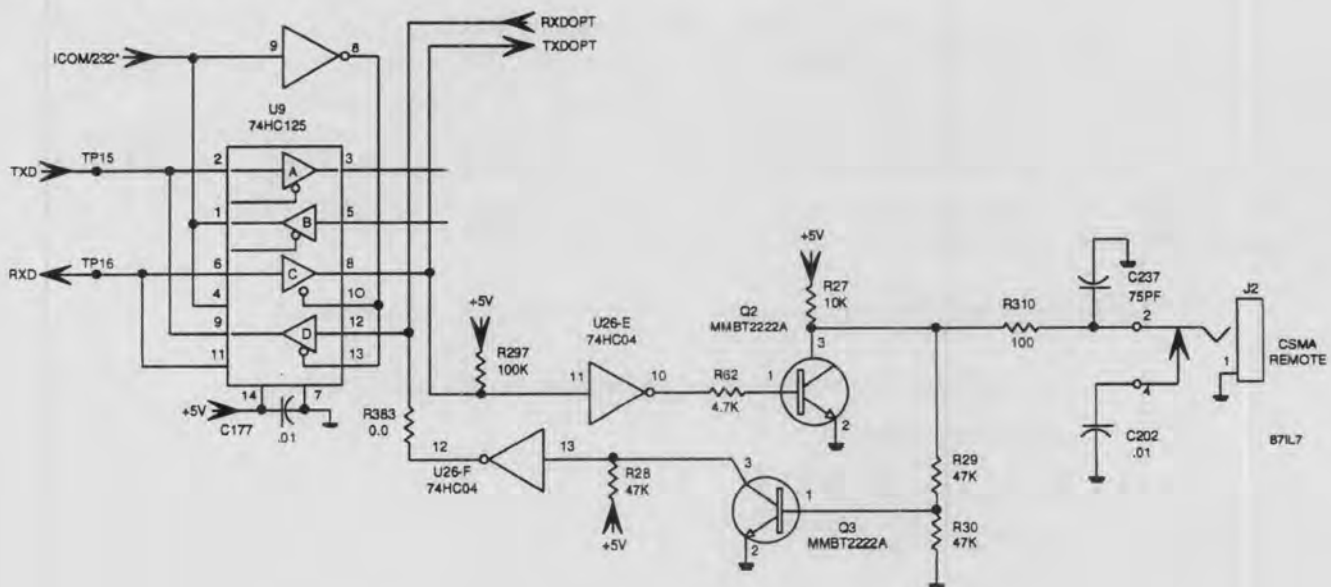 RXDOPT
TXDOPT
ICOM/232*
9
8
U9
74HC125
TXD
TP15
2
A
3
1
B
5
RXD
TP16
6
C
8
4
10
9
D
12
11
13
14
7
+5V
C177
.01
R383
0.0
+5V
R297
100K
U26-E
74HC04
11
10
R62
4.7K
Q2
MMBT2222A
1
3
2
+5V
R27
10K
R310
100
C237
75PF
2
J2
1
CSMA
REMOTE
4
C202
.01
87IL7
12
13
U26-F
74HC04
R28
47K
+5V
3
1
2
Q3
MMBT2222A
R29
47K
R30
47K